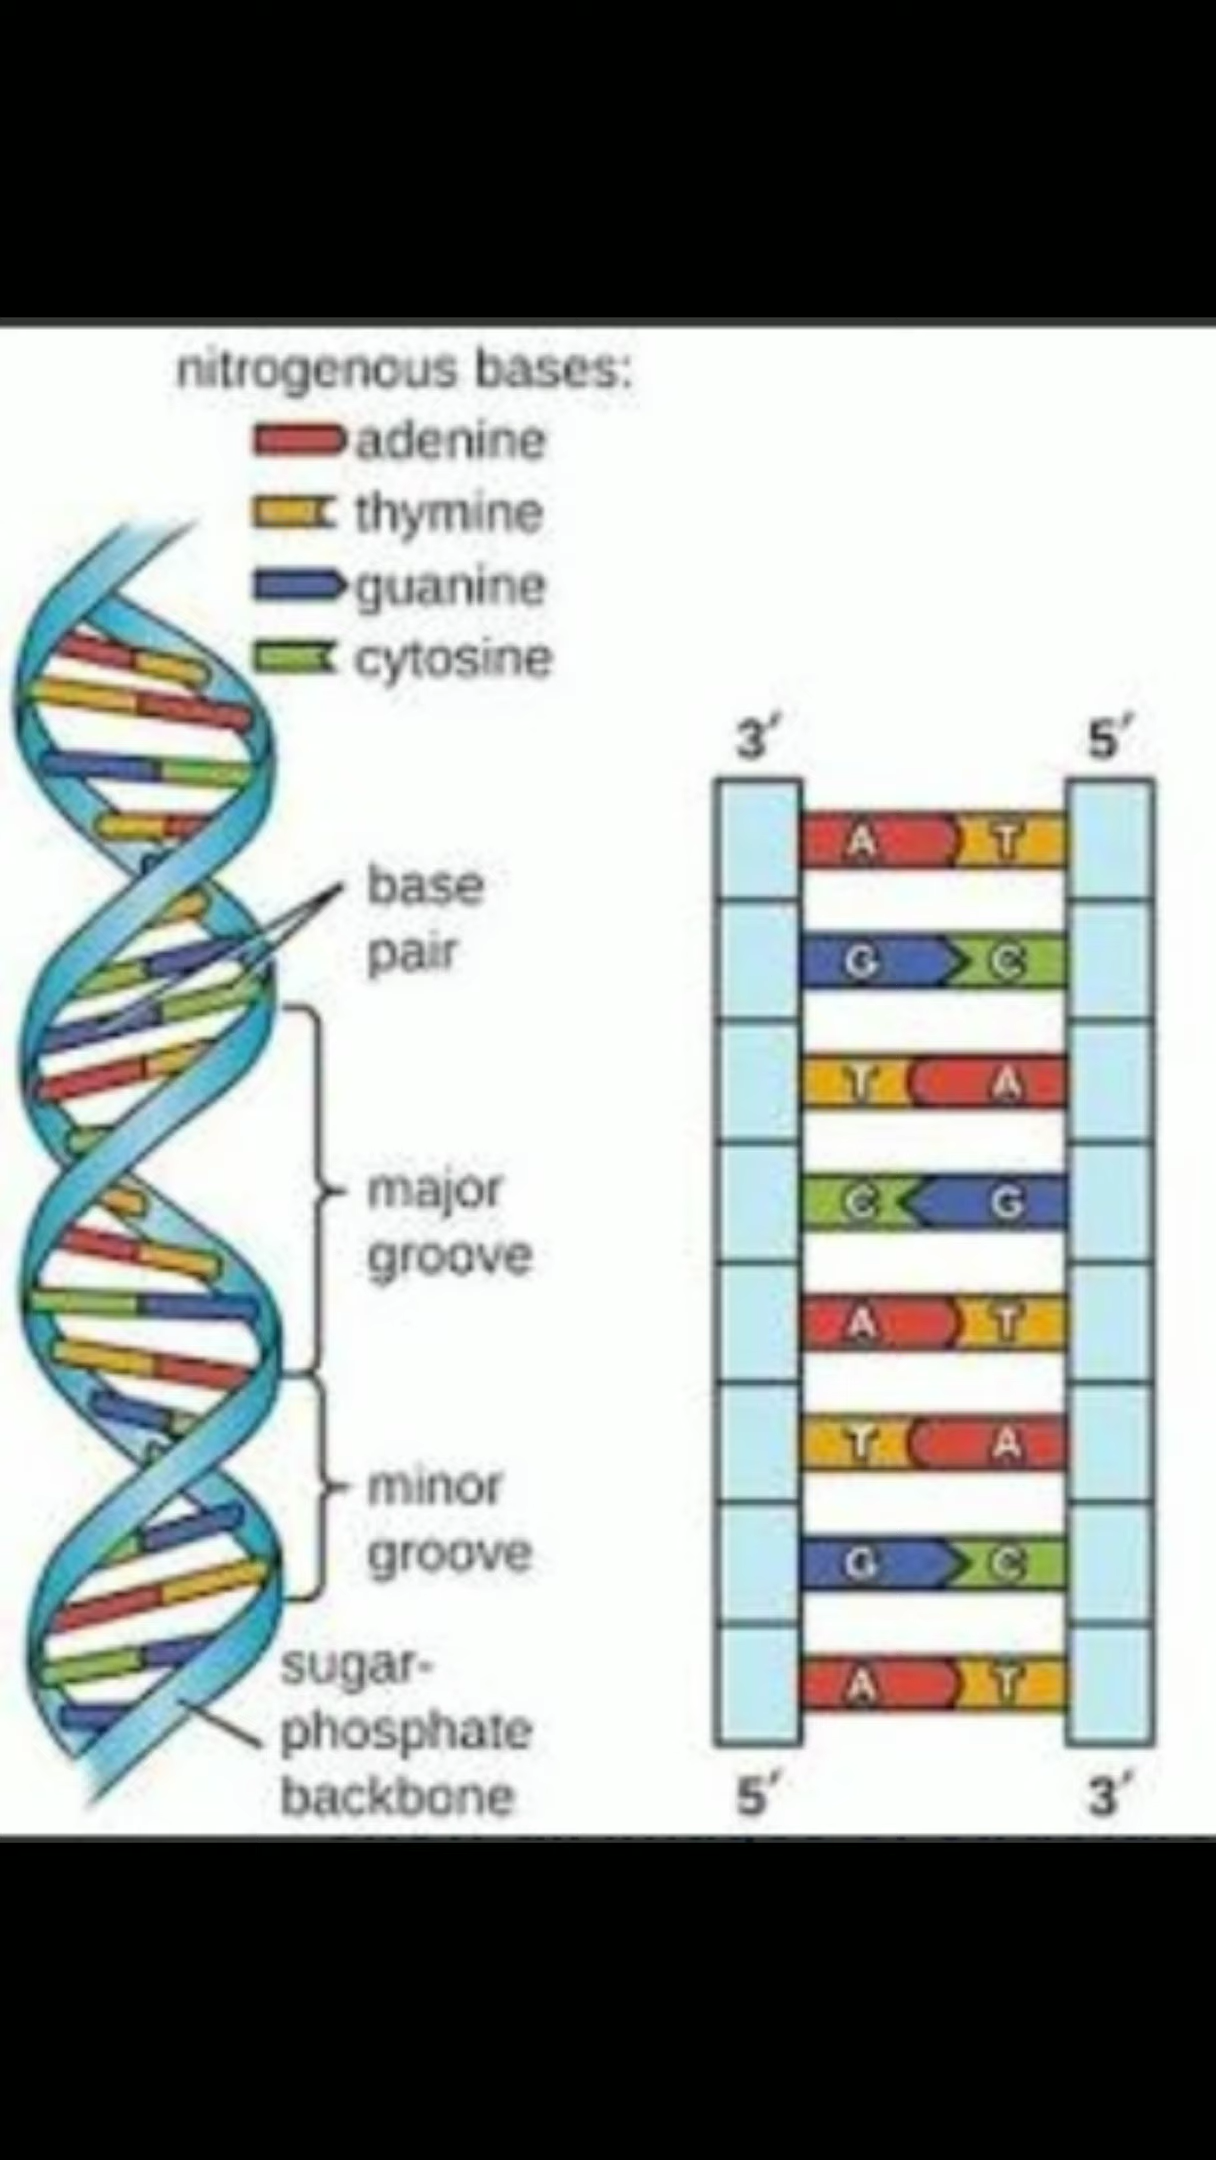 nitrogenous bases:
adenine
thymine
guanine
cytosine
base
pair
major
groove
minor
groove
sugar-
phosphate
backbone
3′ 5′
A T
G C
T A
C G
A T
T A
G C
A T
5′ 3′